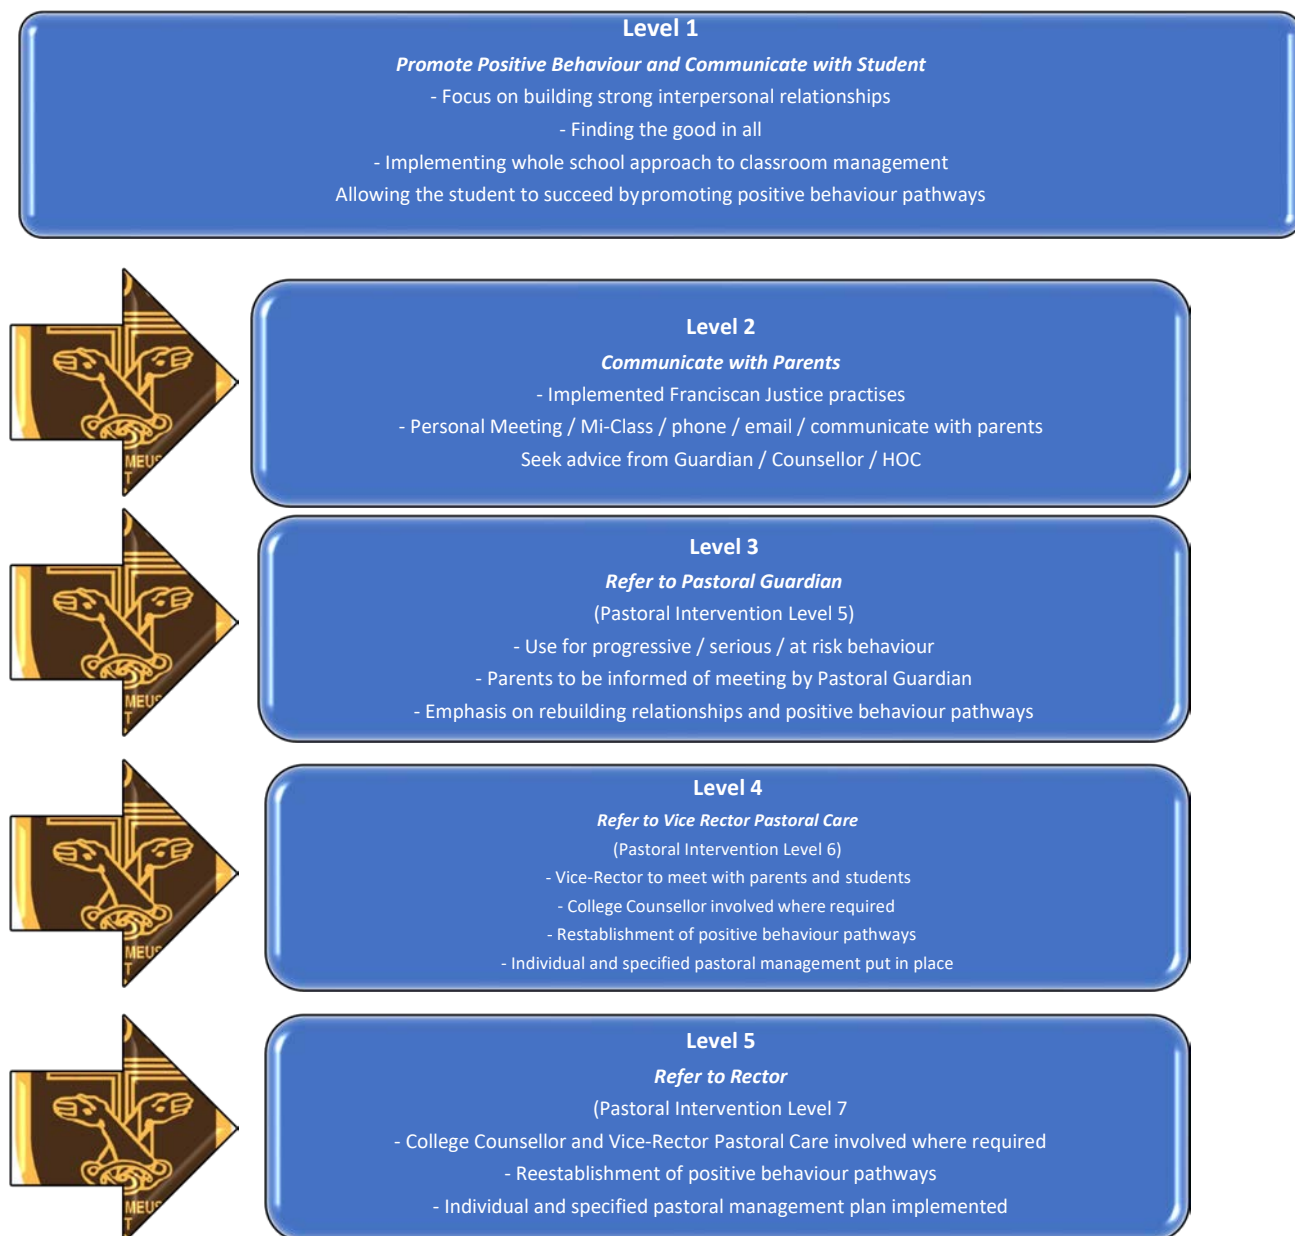 Level 1
Promote Positive Behaviour and Communicate with Student
- Focus on building strong interpersonal relationships
- Finding the good in all
- Implementing whole school approach to classroom management
Allowing the student to succeed bypromoting positive behaviour pathways
MEUS
T
Level 2
Communicate with Parents
- Implemented Franciscan Justice practises
- Personal Meeting / Mi-Class / phone / email / communicate with parents
Seek advice from Guardian / Counsellor / HOC
MEUS
T
Level 3
Refer to Pastoral Guardian
(Pastoral Intervention Level 5)
- Use for progressive / serious / at risk behaviour
- Parents to be informed of meeting by Pastoral Guardian
- Emphasis on rebuilding relationships and positive behaviour pathways
MEUS
T
Level 4
Refer to Vice Rector Pastoral Care
(Pastoral Intervention Level 6)
- Vice-Rector to meet with parents and students
- College Counsellor involved where required
- Restablishment of positive behaviour pathways
- Individual and specified pastoral management put in place
MEUS
T
Level 5
Refer to Rector
(Pastoral Intervention Level 7
- College Counsellor and Vice-Rector Pastoral Care involved where required
- Reestablishment of positive behaviour pathways
- Individual and specified pastoral management plan implemented